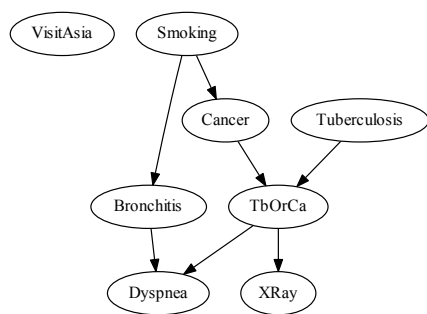 VisitAsia
Smoking
Cancer
Tuberculosis
Bronchitis
TbOrCa
Dyspnea
XRay